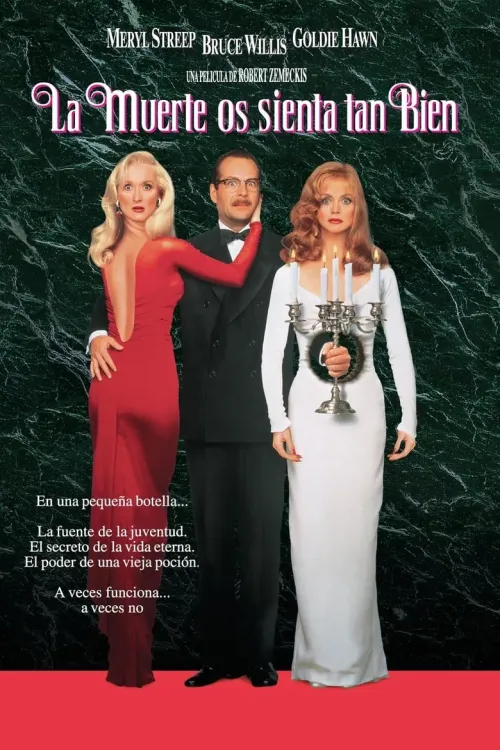 MERYL STREEP BRUCE WILLIS GOLDIE HAWN
UNA PELICULA DE ROBERT ZEMECKIS
La Muerte os sienta tan Bien
En una pequeña botella...
La fuente de la juventud.
El secreto de la vida eterna.
El poder de una vieja poción.
A veces funciona...
a veces no